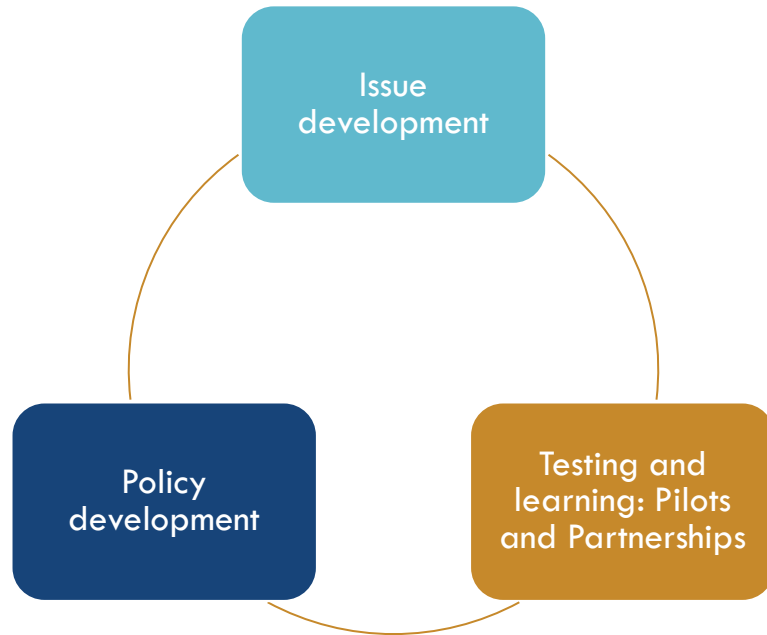 Issue
development
Policy
development
Testing and
learning: Pilots
and Partnerships